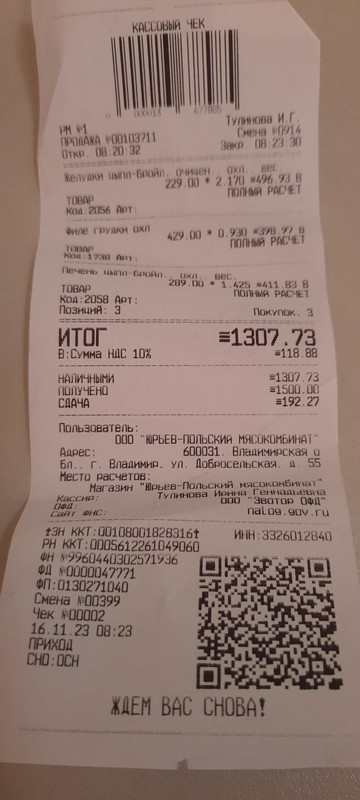 КАССОВЫЙ ЧЕК
0 000013 677885
Тулинова И.Г.
РМ №1 Смена №0914
ПРОДАЖА №00103711 Закр. 08:23:30
Откр. 08:20:32
Желудки цыпл-бройл. очищен. охл. вес.
229.00 * 2.170 =496.93 В
ТОВАР ПОЛНЫЙ РАСЧЕТ
Код:2056 Арт:
Филе грудки охл
429.00 * 0.930 =398.97 В
ТОВАР ПОЛНЫЙ РАСЧЕТ
Код:1738 Арт:
Печень цыпл-бройл.. охл.. вес.
289.00 * 1.425 =411.83 В
ТОВАР ПОЛНЫЙ РАСЧЕТ
Код:2058 Арт:
Позиций: 3 Покупок: 3
ИТОГ =1307.73
В:Сумма НДС 10% =118.88
НАЛИЧНЫМИ =1307.73
ПОЛУЧЕНО =1500.00
СДАЧА =192.27
Пользователь:
ООО "ЮРЬЕВ-ПОЛЬСКИЙ МЯСОКОМБИНАТ"
Адрес: 600031. Владимирская о
бл.. г. Владимир. ул. Добросельская. д. 55
Место расчетов:
Магазин "Юрьев-Польский мясокомбинат"
Кассир: Тулинова Ирина Геннадьевна
ОФД: ООО "Эвотор ОФД"
Сайт ФНС: nalog.gov.ru
ЗН ККТ:00108001828316 ИНН:3326012840
РН ККТ:0005612261049060
ФН №9960440302571936
ФД №0000047771
ФП:0130271040
Смена №00399
Чек №00002
16.11.23 08:23
ПРИХОД
СНО:ОСН
ЖДЕМ ВАС СНОВА!